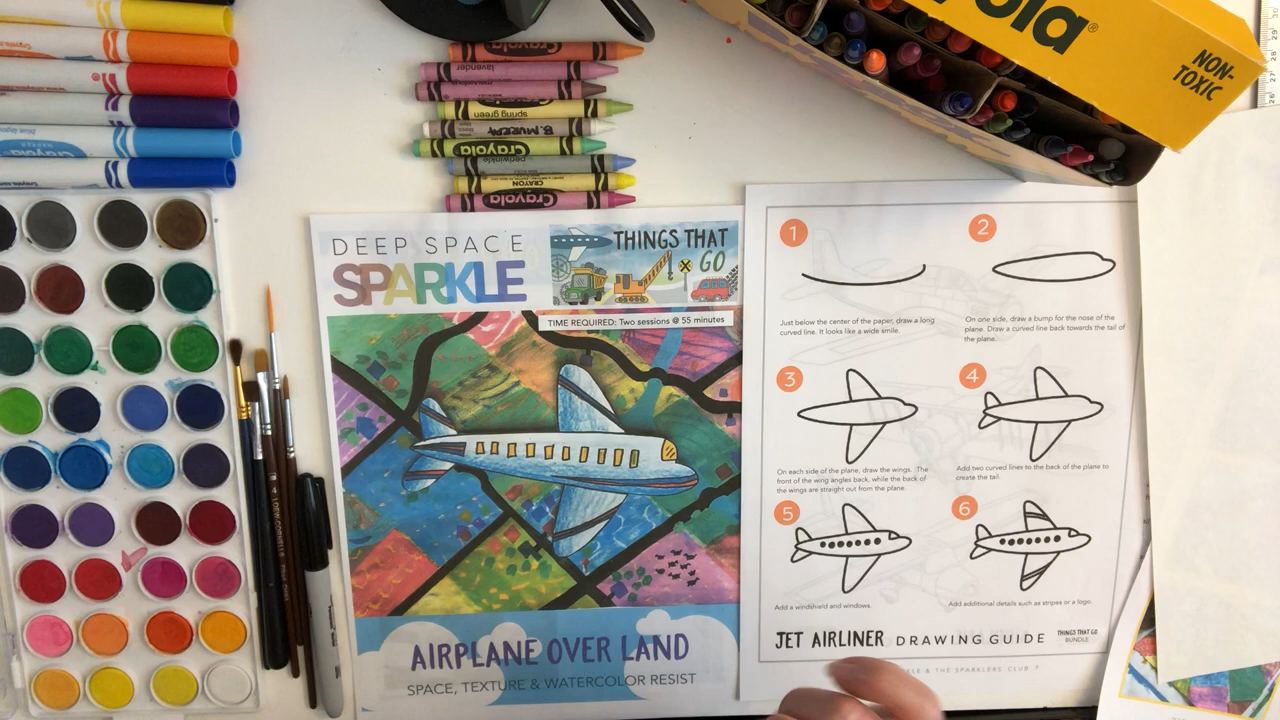 Crayola
lavender
spring green
periwinkle
CRAYON
Crayola
ola®
NON-
TOXIC
DEEP SPACE
SPARKLE
THINGS THAT
GO
TIME REQUIRED: Two sessions @ 55 minutes
AIRPLANE OVER LAND
SPACE, TEXTURE & WATERCOLOR RESIST
1
Just below the center of the paper, draw a long
curved line. It looks like a wide smile.
2
On one side, draw a bump for the nose of the
plane. Draw a curved line back towards the tail of
the plane.
3
On each side of the plane, draw the wings. The
front of the wing angles back, while the back of
the wings are straight out from the plane.
4
Add two curved lines to the back of the plane to
create the tail.
5
Add a windshield and windows.
6
Add additional details such as stripes or a logo.
JET AIRLINER DRAWING GUIDE
THINGS THAT GO
BUNDLE
& THE SPARKLERS CLUB